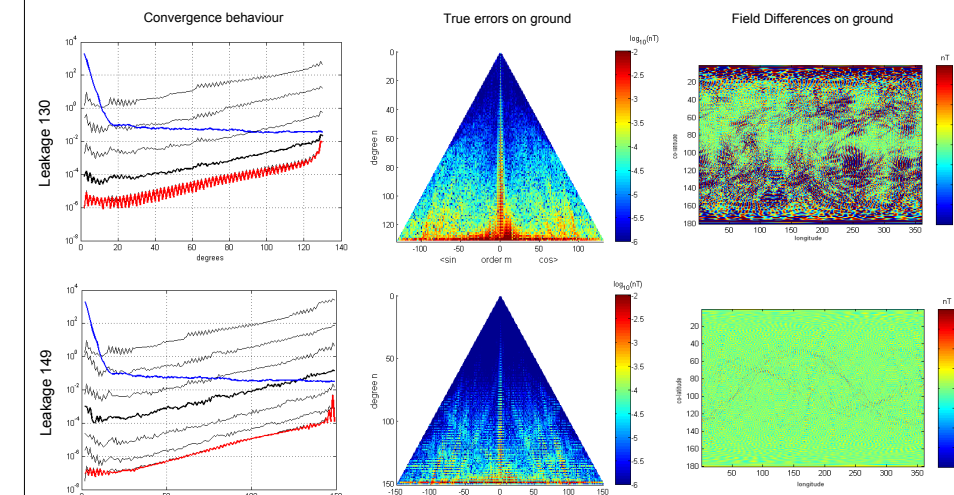 Convergence behaviour
True errors on ground
Field Differences on ground
Leakage 130
10^4
10^2
10^0
10^-2
10^-4
10^-6
10^-8
0 20 40 60 80 100 120 140
degrees
degree n
0
20
40
60
80
100
120
-100 -50 0 50 100
<sin order m cos>
log10(nT)
-2
-2.5
-3
-3.5
-4
-4.5
-5
5.5
-6
co-latitude
20
40
60
80
100
120
140
160
180
50 100 150 200 250 300 350
longitude
nT
Leakage 149
10^4
10^2
10^0
10^-2
10^-4
10^-6
10^-8
degree n
0
50
100
150
-150 -100 -50 0 50 100 150
log10(nT)
-2
-2.5
-3
-3.5
-4
-4.5
-5
-5.5
-6
co-latitude
20
40
60
80
100
120
140
160
180
50 100 150 200 250 300 350
longitude
nT